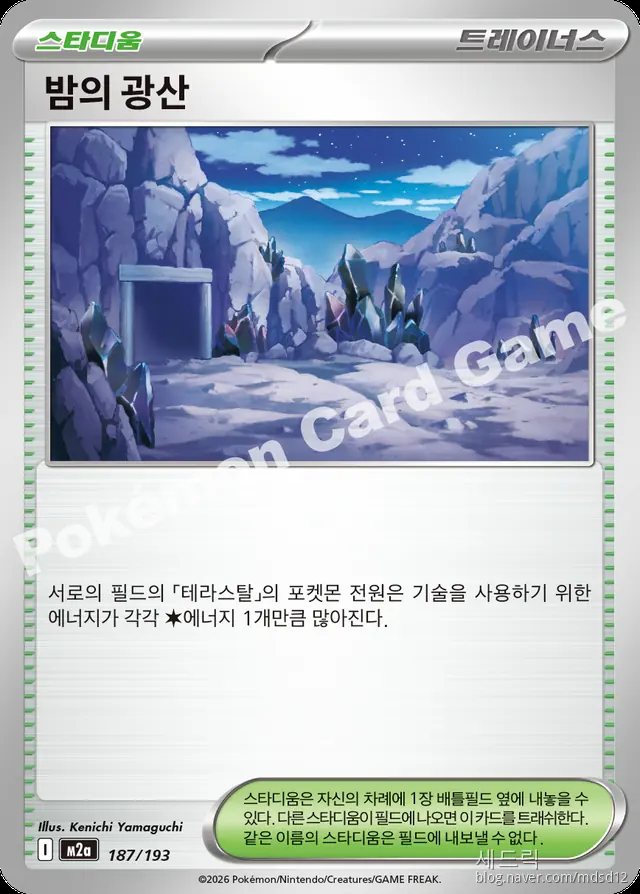 스타디움
트레이너스
밤의 광산
Pokémon Card Game
서로의 필드의 「테라스탈」의 포켓몬 전원은 기술을 사용하기 위한
에너지가 각각 ★에너지 1개만큼 많아진다.
스타디움은 자신의 차례에 1장 배틀필드 옆에 내놓을 수
있다. 다른 스타디움이 필드에 나오면 이 카드를 트래쉬한다.
같은 이름의 스타디움은 필드에 내보낼 수 없다.
Illus. Kenichi Yamaguchi
I m2a 187/193
©2026 Pokémon/Nintendo/Creatures/GAME FREAK.
세드릭
blog.naver.com/mdsd12